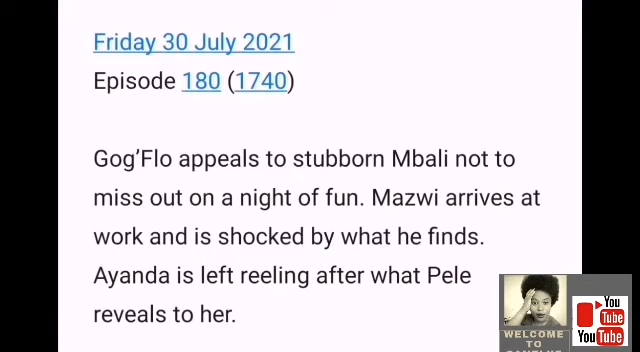 Friday 30 July 2021
Episode 180 (1740)
Gog'Flo appeals to stubborn Mbali not to
miss out on a night of fun. Mazwi arrives at
work and is shocked by what he finds.
Ayanda is left reeling after what Pele
reveals to her.
WELCOME
TO
You
Tube
YouTube